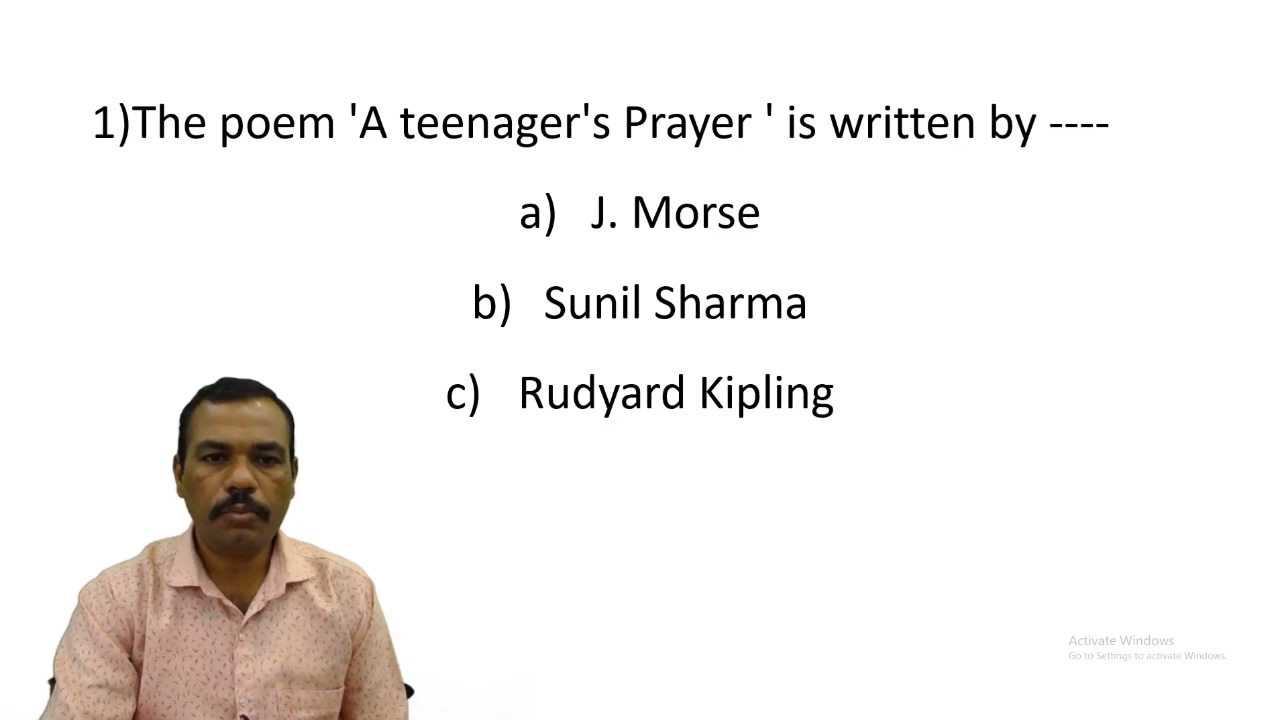 1)The poem 'A teenager's Prayer ' is written by ----
a) J. Morse
b) Sunil Sharma
c) Rudyard Kipling
Activate Windows
Go to Settings to activate Windows.